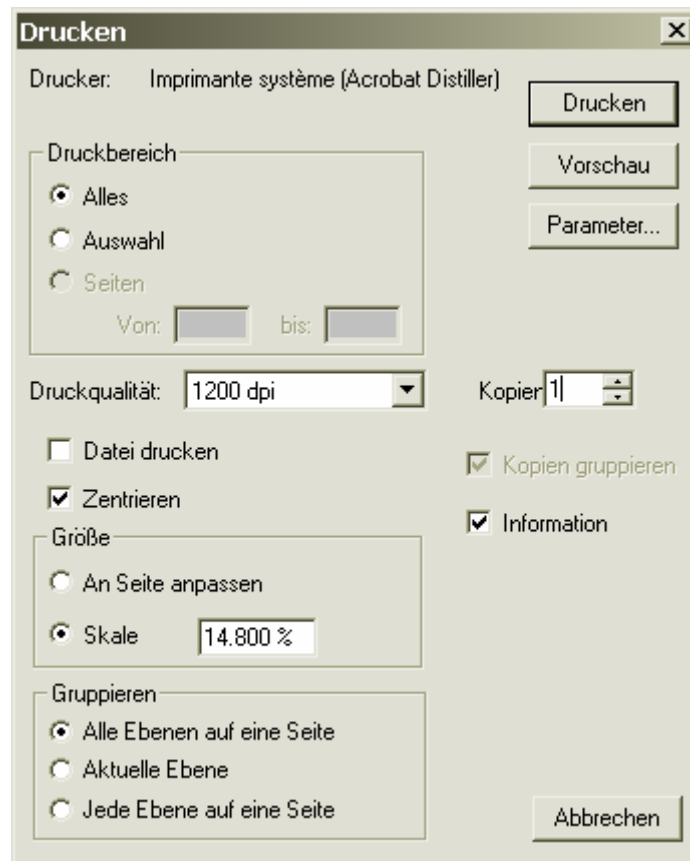 Drucken
Drucker: Imprimante système (Acrobat Distiller)
Drucken
Druckbereich
Vorschau
Alles
Parameter...
Auswahl
Seiten
Von: bis:
Druckqualität: 1200 dpi Kopier 1
Datei drucken
Kopien gruppieren
Zentrieren
Information
Größe
An Seite anpassen
Skale 14.800 %
Gruppieren
Alle Ebenen auf eine Seite
Aktuelle Ebene
Jede Ebene auf eine Seite
Abbrechen